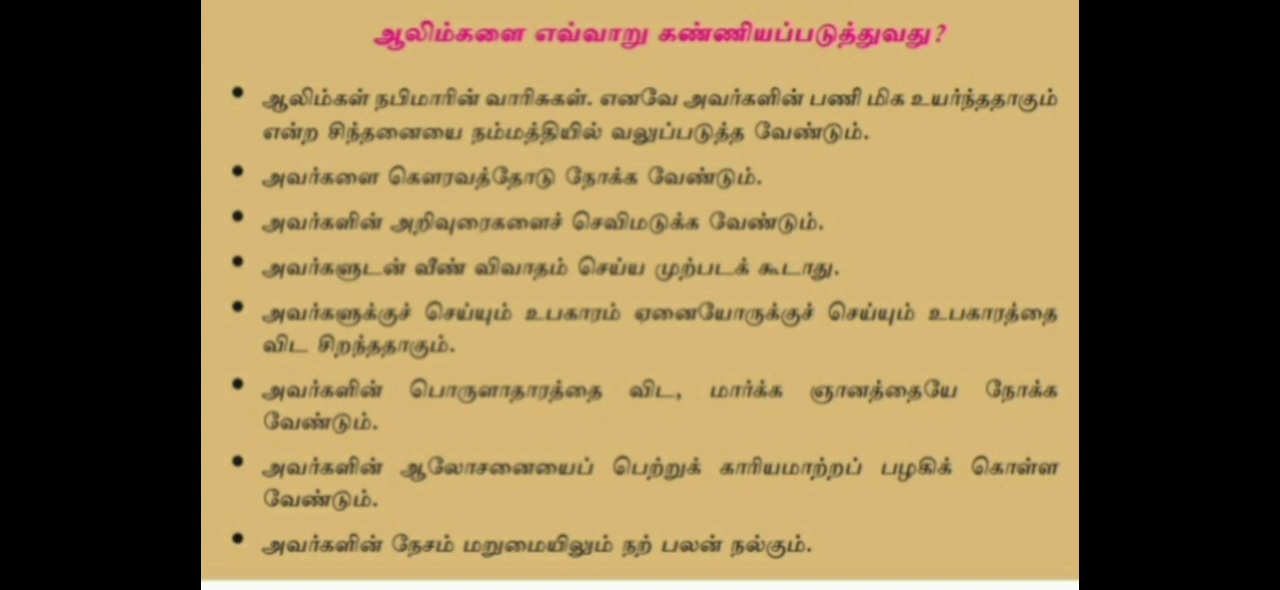 ஆலிம்களை எவ்வாறு கண்ணியப்படுத்துவது?
• ஆலிம்கள் நபிமாரின் வாரிசுகள். எனவே அவர்களின் பணி மிக உயர்ந்ததாகும்
என்ற சிந்தனையை நம்மத்தியில் வலுப்படுத்த வேண்டும்.
• அவர்களை கௌரவத்தோடு நோக்க வேண்டும்.
• அவர்களின் அறிவுரைகளைச் செவிமடுக்க வேண்டும்.
• அவர்களுடன் வீண் விவாதம் செய்ய முற்படக் கூடாது.
• அவர்களுக்குச் செய்யும் உபகாரம் ஏனையோருக்குச் செய்யும் உபகாரத்தை
விட சிறந்ததாகும்.
• அவர்களின் பொருளாதாரத்தை விட, மார்க்க ஞானத்தையே நோக்க
வேண்டும்.
• அவர்களின் ஆலோசனையைப் பெற்றுக் காரியமாற்றப் பழகிக் கொள்ள
வேண்டும்.
• அவர்களின் நேசம் மறுமையிலும் நற் பலன் நல்கும்.